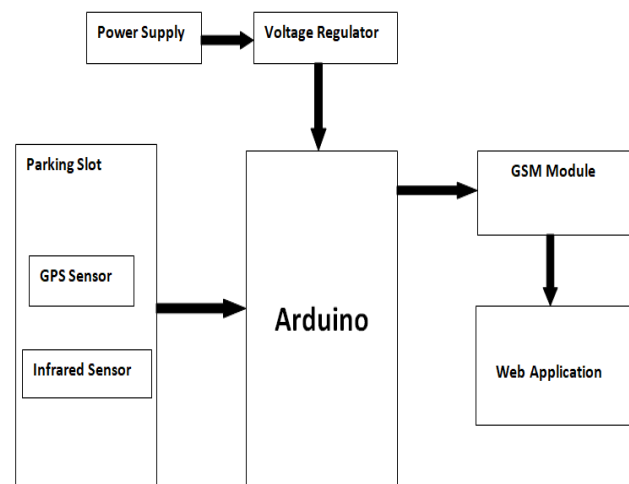 Power Supply
Voltage Regulator
Parking Slot
GPS Sensor
Infrared Sensor
Arduino
GSM Module
Web Application